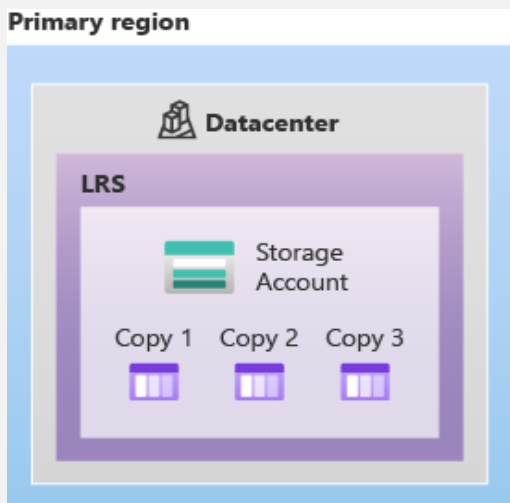 Primary region
Datacenter
LRS
Storage
Account
Copy 1 Copy 2 Copy 3